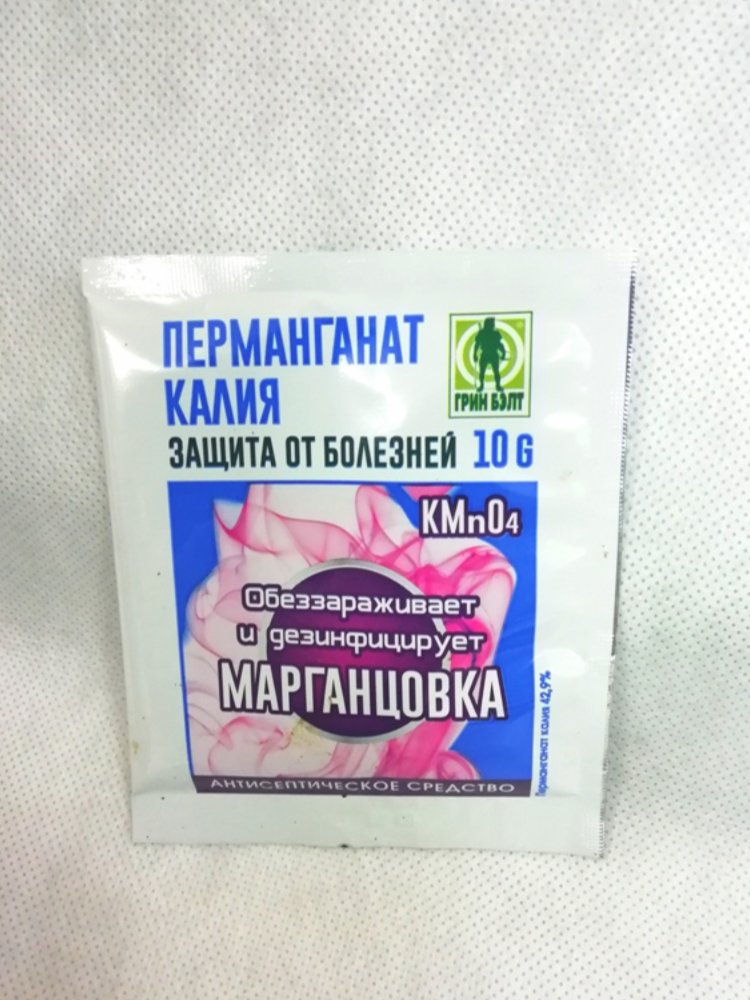 ПЕРМАНГАНАТ
КАЛИЯ
ГРИН БЭЛТ
ЗАЩИТА ОТ БОЛЕЗНЕЙ 10 G
KMnO4
Обеззараживает
и дезинфицирует
МАРГАНЦОВКА
АНТИСЕПТИЧЕСКОЕ СРЕДСТВО
Перманганат калия 42,9%